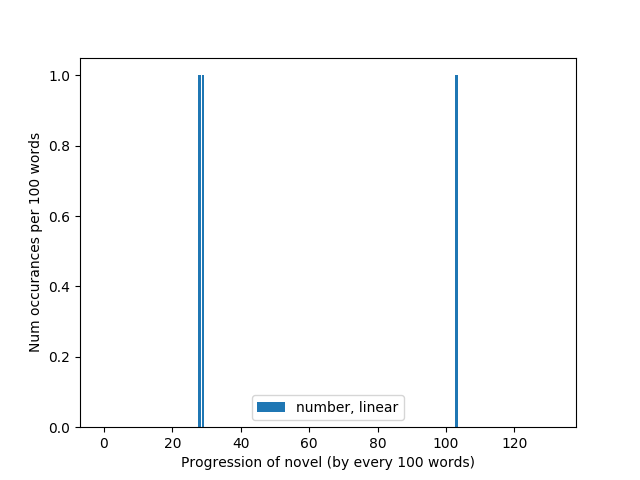 1.0
0.8
0.6
0.4
0.2
0.0
Num occurances per 100 words
number, linear
0 20 40 60 80 100 120
Progression of novel (by every 100 words)